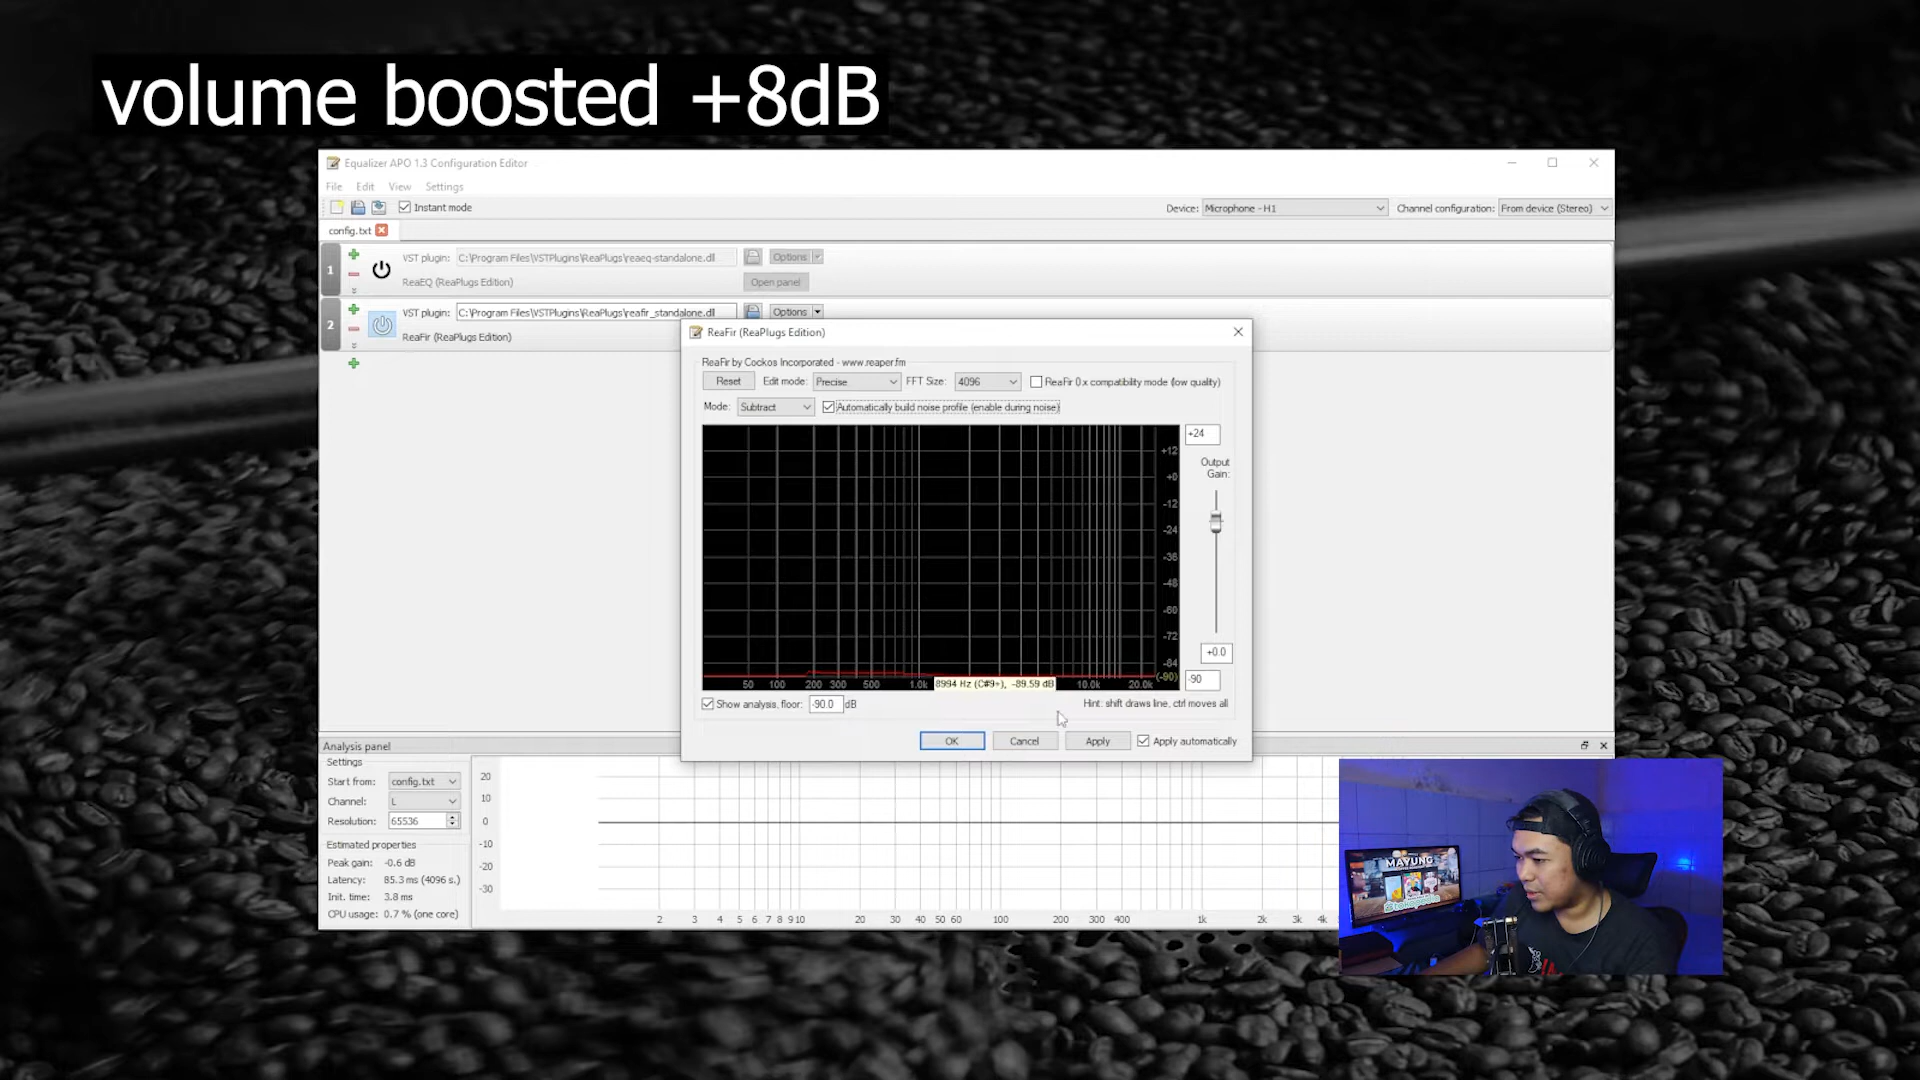 volume boosted +8dB
Equalizer APO 1.3 Configuration Editor
File Edit View Settings
Instant mode
Device: Microphone - H1 Channel configuration: From device (Stereo)
config.txt
1
VST plugin: C:\Program Files\VSTPlugins\ReaPlugs\reaeq-standalone.dll Options
ReaEQ (ReaPlugs Edition) Open panel
2
VST plugin: C:\Program Files\VSTPlugins\ReaPlugs\reafir_standalone.dll Options
ReaFir (ReaPlugs Edition)
ReaFir (ReaPlugs Edition)
ReaFir by Cockos Incorporated - www.reaper.fm
Reset Edit mode: Precise FFT Size: 4096 ReaFir 0.x compatibility mode (low quality)
Mode: Subtract Automatically build noise profile (enable during noise)
+24
+12
Output
Gain:
+0
-12
-24
-36
-48
-60
-72
+0.0
-84
(-90) -90
50 100 200 300 500 1.0k 8994 Hz (C#9+), -89.59 dB 10.0k 20.0k
Show analysis, floor: -90.0 dB Hint: shift draws line, ctrl moves all
OK Cancel Apply Apply automatically
Analysis panel
Settings
Start from: config.txt
Channel: L
Resolution: 65536
Estimated properties
Peak gain: -0.6 dB
Latency: 85.3 ms (4096 s.)
Init. time: 3.8 ms
CPU usage: 0.7 % (one core)
20
10
0
-10
-20
-30
2 3 4 5 6 7 8 9 10 20 30 40 50 60 100 200 300 400 1k 2k 3k 4k
MAYUNG